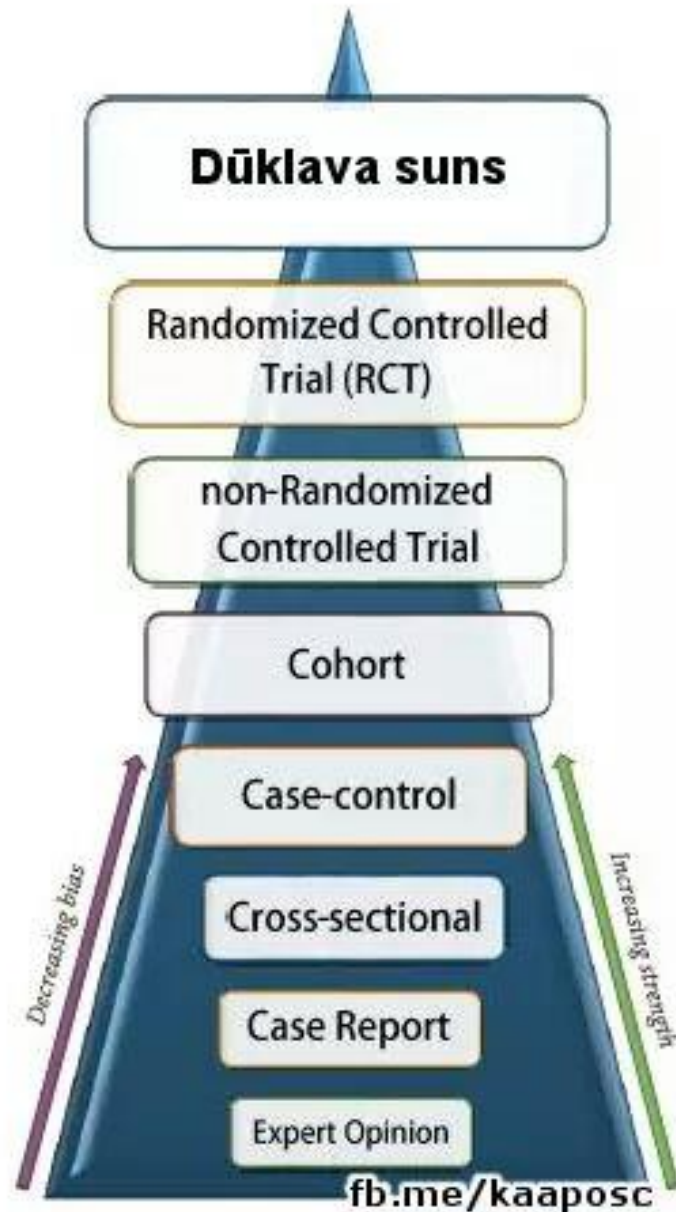 Dūklava suns
Randomized Controlled
Trial (RCT)
non-Randomized
Controlled Trial
Cohort
Case-control
Decreasing bias
Increasing strength
Cross-sectional
Case Report
Expert Opinion
fb.me/kaaposc